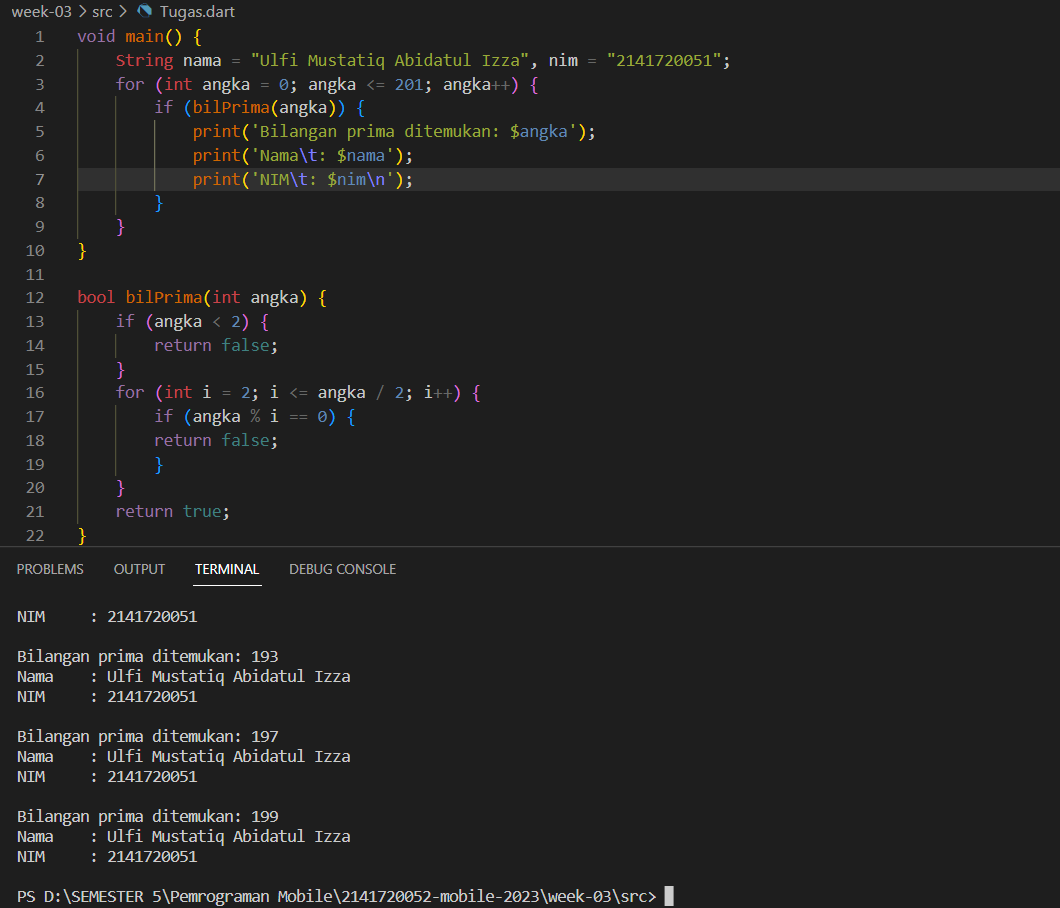 week-03 > src > Tugas.dart
1 void main() {
2 String nama = "Ulfi Mustatiq Abidatul Izza", nim = "2141720051";
3 for (int angka = 0; angka <= 201; angka++) {
4 if (bilPrima(angka)) {
5 print('Bilangan prima ditemukan: $angka');
6 print('Nama\t: $nama');
7 print('NIM\t: $nim\n');
8 }
9 }
10 }
11
12 bool bilPrima(int angka) {
13 if (angka < 2) {
14 return false;
15 }
16 for (int i = 2; i <= angka / 2; i++) {
17 if (angka % i == 0) {
18 return false;
19 }
20 }
21 return true;
22 }
PROBLEMS OUTPUT TERMINAL DEBUG CONSOLE
NIM : 2141720051
Bilangan prima ditemukan: 193
Nama : Ulfi Mustatiq Abidatul Izza
NIM : 2141720051
Bilangan prima ditemukan: 197
Nama : Ulfi Mustatiq Abidatul Izza
NIM : 2141720051
Bilangan prima ditemukan: 199
Nama : Ulfi Mustatiq Abidatul Izza
NIM : 2141720051
PS D:\SEMESTER 5\Pemrograman Mobile\2141720052-mobile-2023\week-03\src>